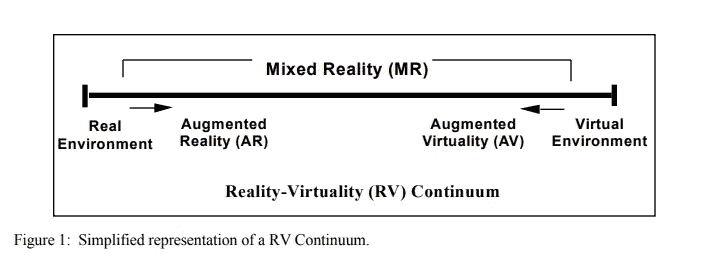 Mixed Reality (MR)
Real
Environment
Augmented
Reality (AR)
Augmented
Virtuality (AV)
Virtual
Environment
Reality-Virtuality (RV) Continuum
Figure 1:  Simplified representation of a RV Continuum.